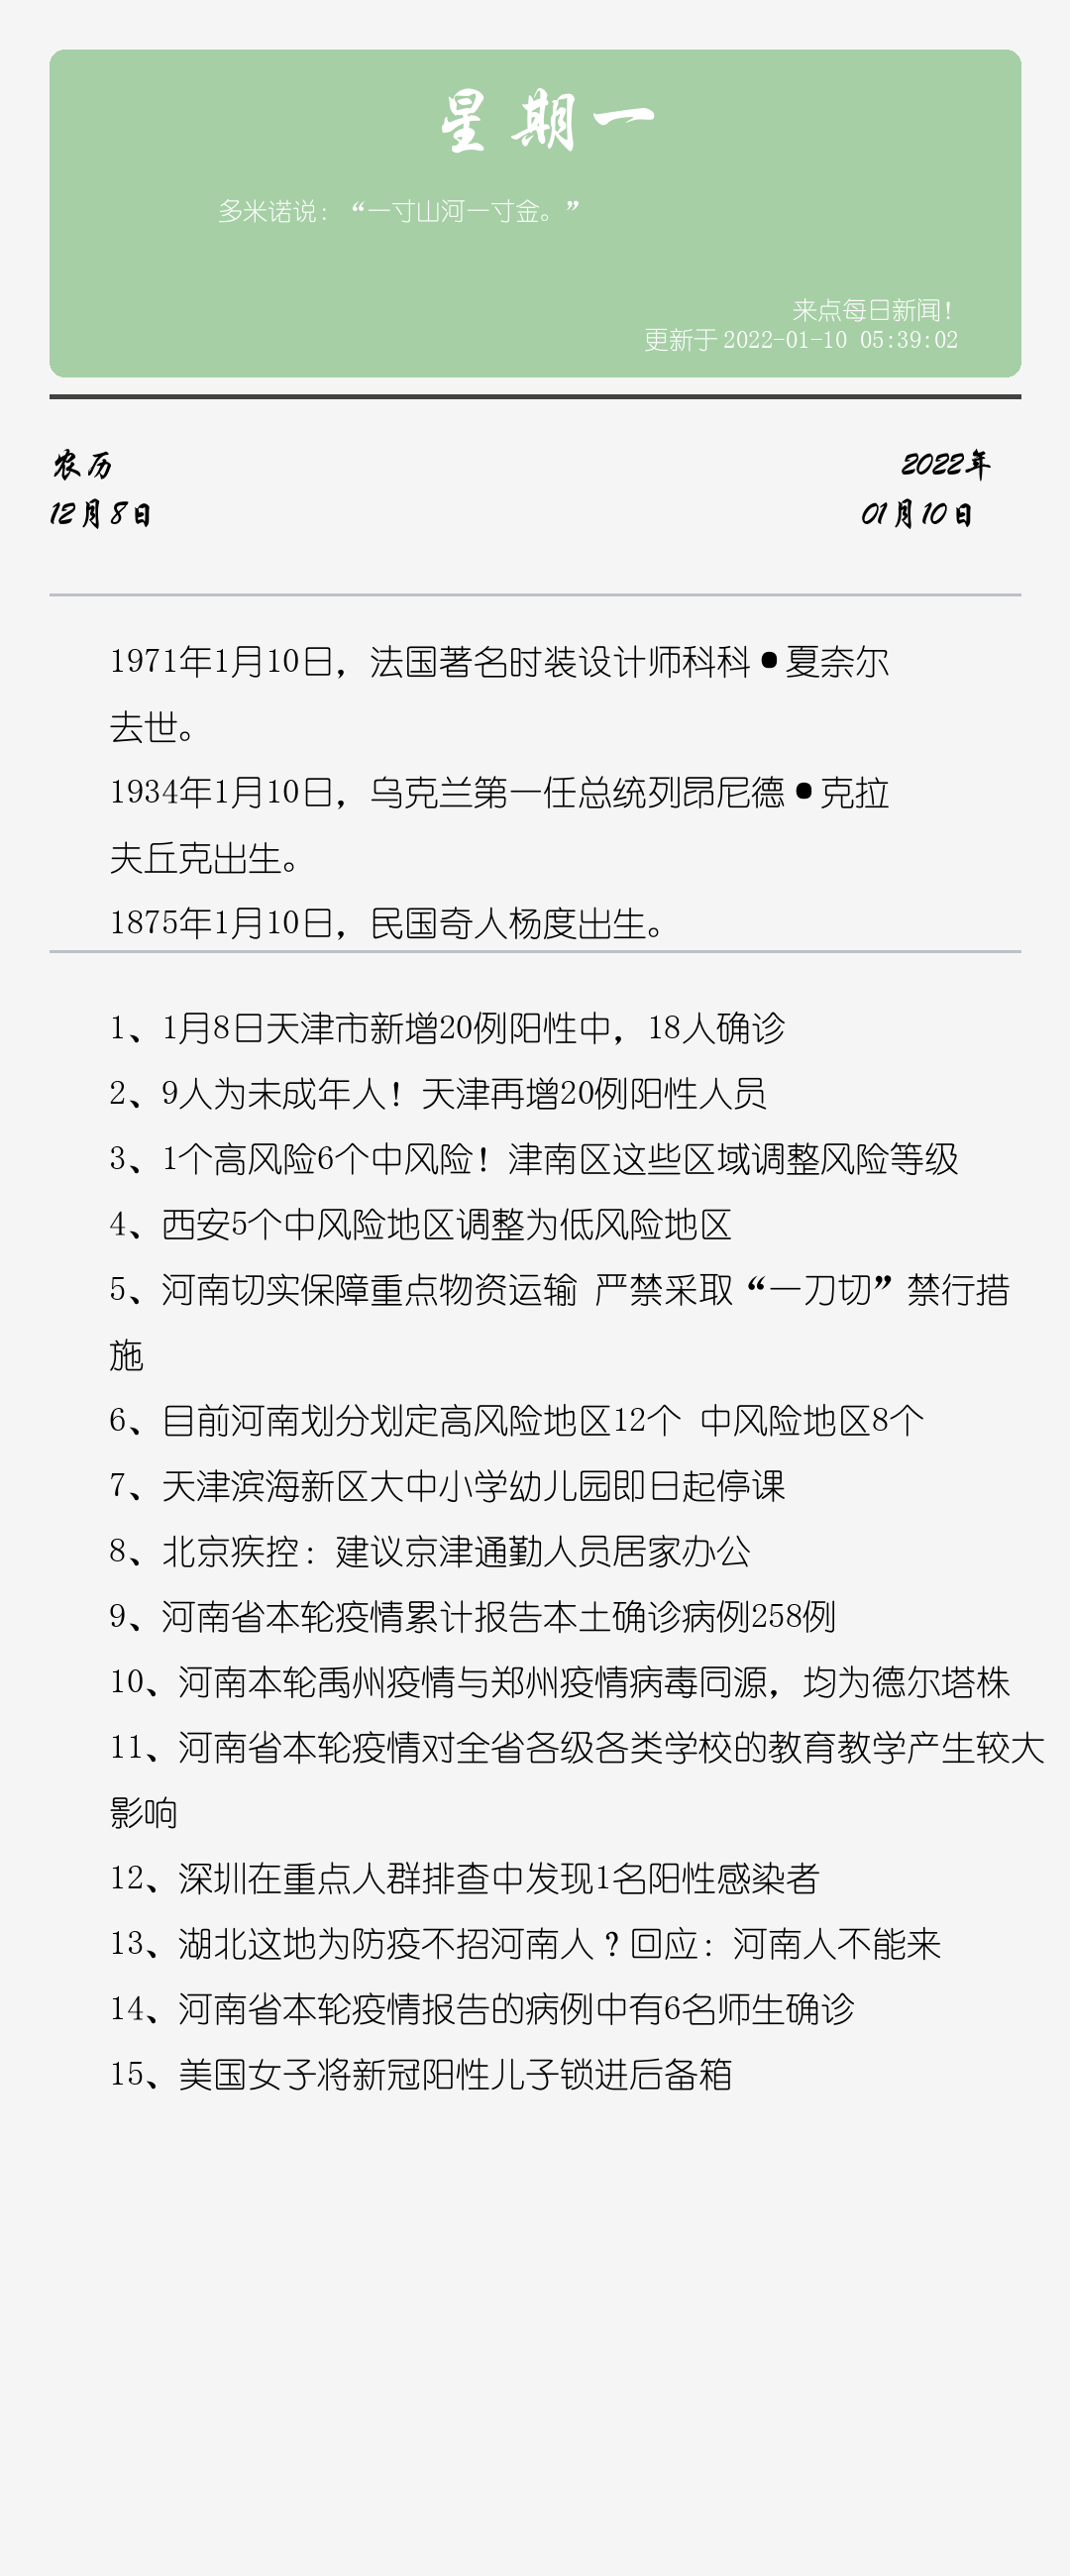 星期一
多米诺说：“一寸山河一寸金。”
来点每日新闻！
更新于 2022-01-10 05:39:02
农历
2022年
12月8日
01月10日
1971年1月10日，法国著名时装设计师科科•夏奈尔
去世。
1934年1月10日，乌克兰第一任总统列昂尼德•克拉
夫丘克出生。
1875年1月10日，民国奇人杨度出生。
1、1月8日天津市新增20例阳性中，18人确诊
2、9人为未成年人！天津再增20例阳性人员
3、1个高风险6个中风险！津南区这些区域调整风险等级
4、西安5个中风险地区调整为低风险地区
5、河南切实保障重点物资运输 严禁采取“一刀切”禁行措
施
6、目前河南划分划定高风险地区12个 中风险地区8个
7、天津滨海新区大中小学幼儿园即日起停课
8、北京疾控：建议京津通勤人员居家办公
9、河南省本轮疫情累计报告本土确诊病例258例
10、河南本轮禹州疫情与郑州疫情病毒同源，均为德尔塔株
11、河南省本轮疫情对全省各级各类学校的教育教学产生较大
影响
12、深圳在重点人群排查中发现1名阳性感染者
13、湖北这地为防疫不招河南人？回应：河南人不能来
14、河南省本轮疫情报告的病例中有6名师生确诊
15、美国女子将新冠阳性儿子锁进后备箱